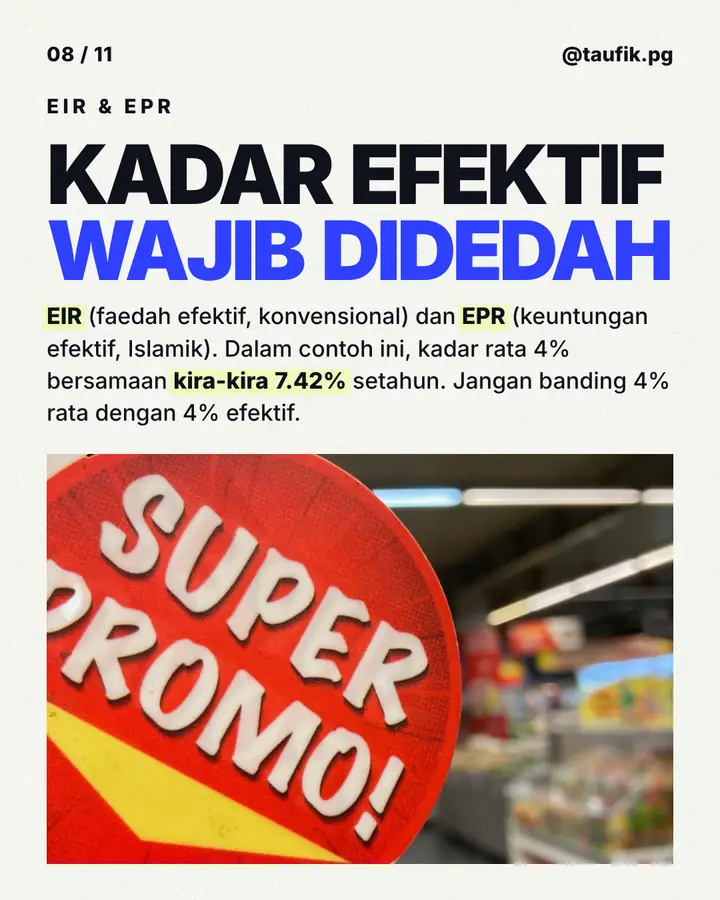 08 / 11
@taufik.pg
EIR & EPR
KADAR EFEKTIF
WAJIB DIDEDAH
EIR (faedah efektif, konvensional) dan EPR (keuntungan
efektif, Islamik). Dalam contoh ini, kadar rata 4%
bersamaan kira-kira 7.42% setahun. Jangan banding 4%
rata dengan 4% efektif.
SUPER
PROMO!